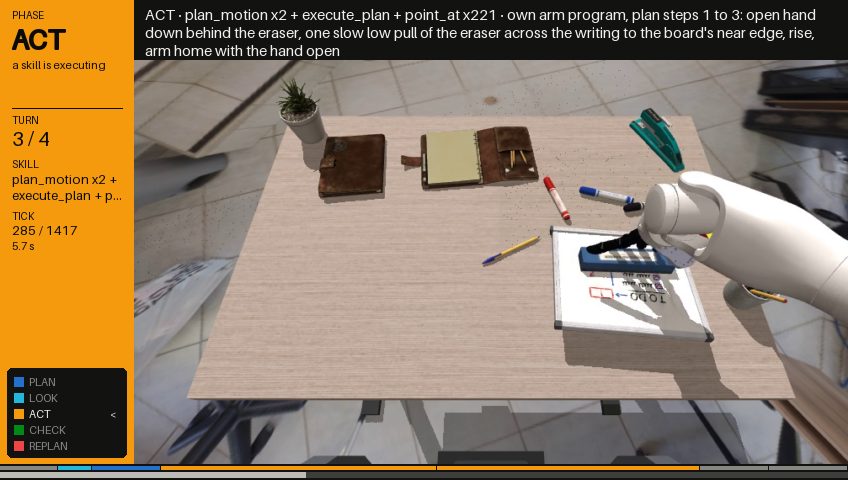 PHASE
ACT
a skill is executing
TURN
3 / 4
SKILL
plan_motion x2 +
execute_plan + p...
TICK
285 / 1417
5.7 s
PLAN
LOOK
ACT <
CHECK
REPLAN
ACT · plan_motion x2 + execute_plan + point_at x221 · own arm program, plan steps 1 to 3: open hand
down behind the eraser, one slow low pull of the eraser across the writing to the board's near edge, rise,
arm home with the hand open
TODO